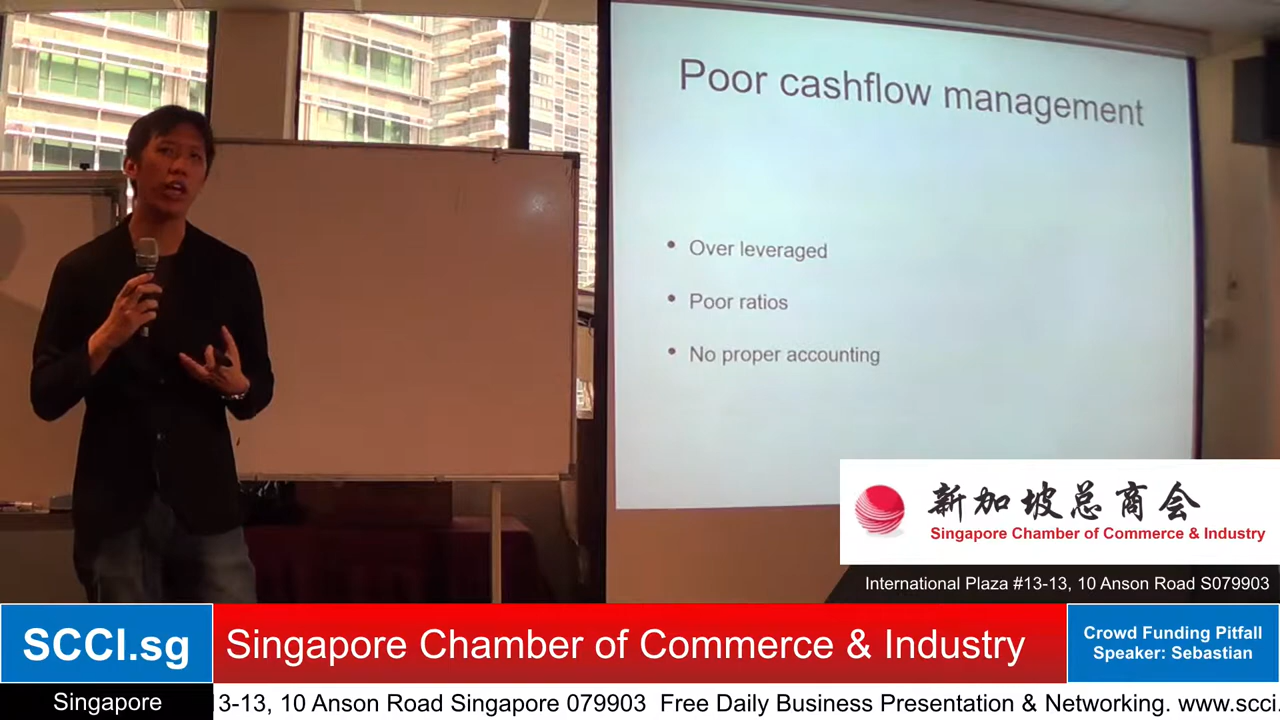 Poor cashflow management
• Over leveraged
• Poor ratios
• No proper accounting
新加坡总商会
Singapore Chamber of Commerce & Industry
International Plaza #13-13, 10 Anson Road S079903
SCCI.sg
Singapore Chamber of Commerce & Industry
Crowd Funding Pitfall
Speaker: Sebastian
Singapore
3-13, 10 Anson Road Singapore 079903 Free Daily Business Presentation & Networking. www.scci.